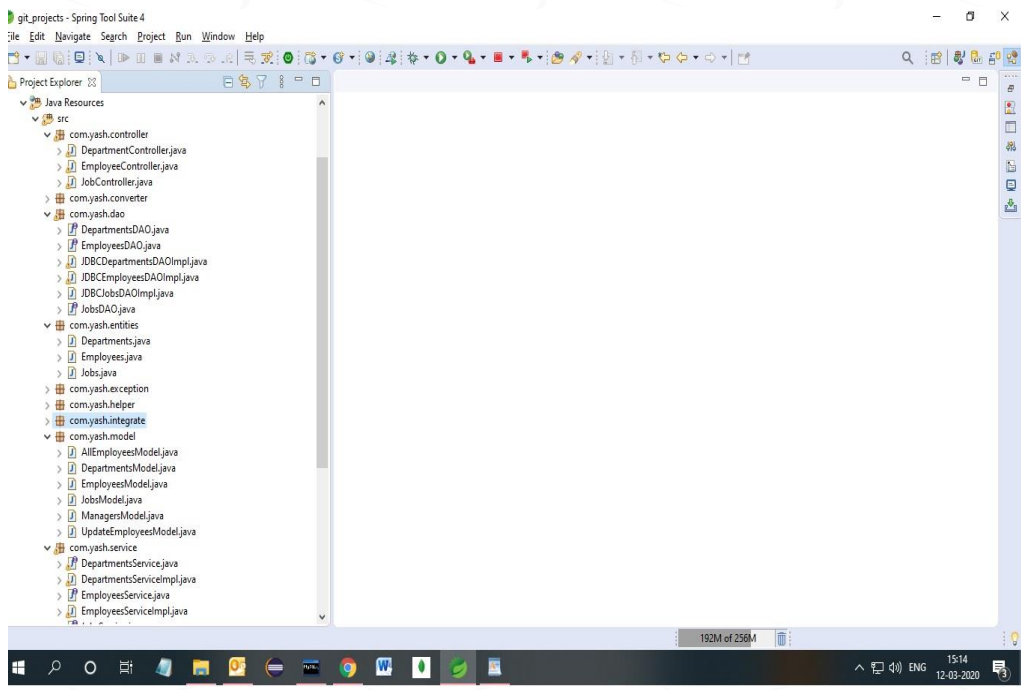 git_projects - Spring Tool Suite 4
File Edit Navigate Search Project Run Window Help
Project Explorer
Java Resources
src
com.yash.controller
DepartmentController.java
EmployeeController.java
JobController.java
com.yash.converter
com.yash.dao
DepartmentsDAO.java
EmployeesDAO.java
JDBCDepartmentsDAOImpl.java
JDBCEmployeesDAOImpl.java
JDBCJobsDAOImpl.java
JobsDAO.java
com.yash.entities
Departments.java
Employees.java
Jobs.java
com.yash.exception
com.yash.helper
com.yash.integrate
com.yash.model
AllEmployeesModel.java
DepartmentsModel.java
EmployeesModel.java
JobsModel.java
ManagersModel.java
UpdateEmployeesModel.java
com.yash.service
DepartmentsService.java
DepartmentsServiceImpl.java
EmployeesService.java
EmployeesServiceImpl.java
192M of 256M
ENG
15:14
12-03-2020
3